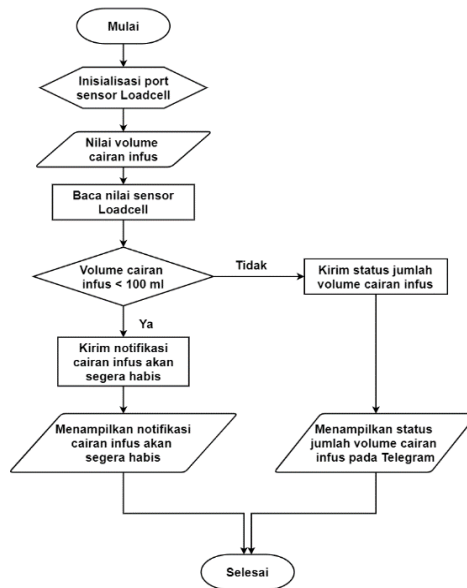 Mulai
Inisialisasi port
sensor Loadcell
Nilai volume
cairan infus
Baca nilai sensor
Loadcell
Volume cairan
infus < 100 ml
Tidak
Kirim status jumlah
volume cairan infus
Ya
Kirim notifikasi
cairan infus akan
segera habis
Menampilkan notifikasi
cairan infus akan
segera habis
Menampilkan status
jumlah volume cairan
infus pada Telegram
Selesai